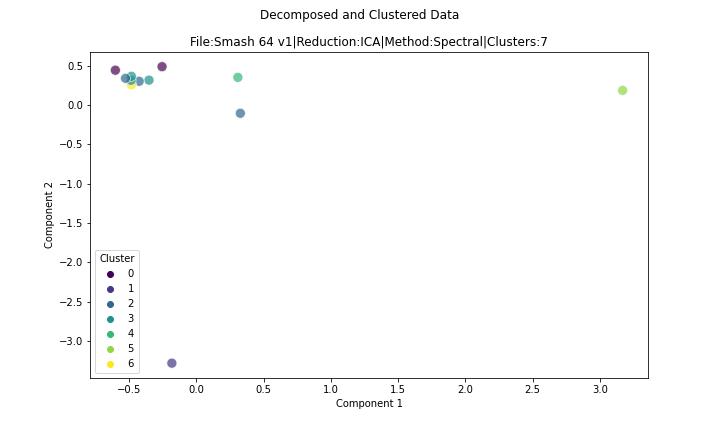 Decomposed and Clustered Data
File:Smash 64 v1|Reduction:ICA|Method:Spectral|Clusters:7
0.5
0.0
−0.5
−1.0
−1.5
−2.0
−2.5
−3.0
Component 2
Cluster
0
1
2
3
4
5
6
−0.5 0.0 0.5 1.0 1.5 2.0 2.5 3.0
Component 1